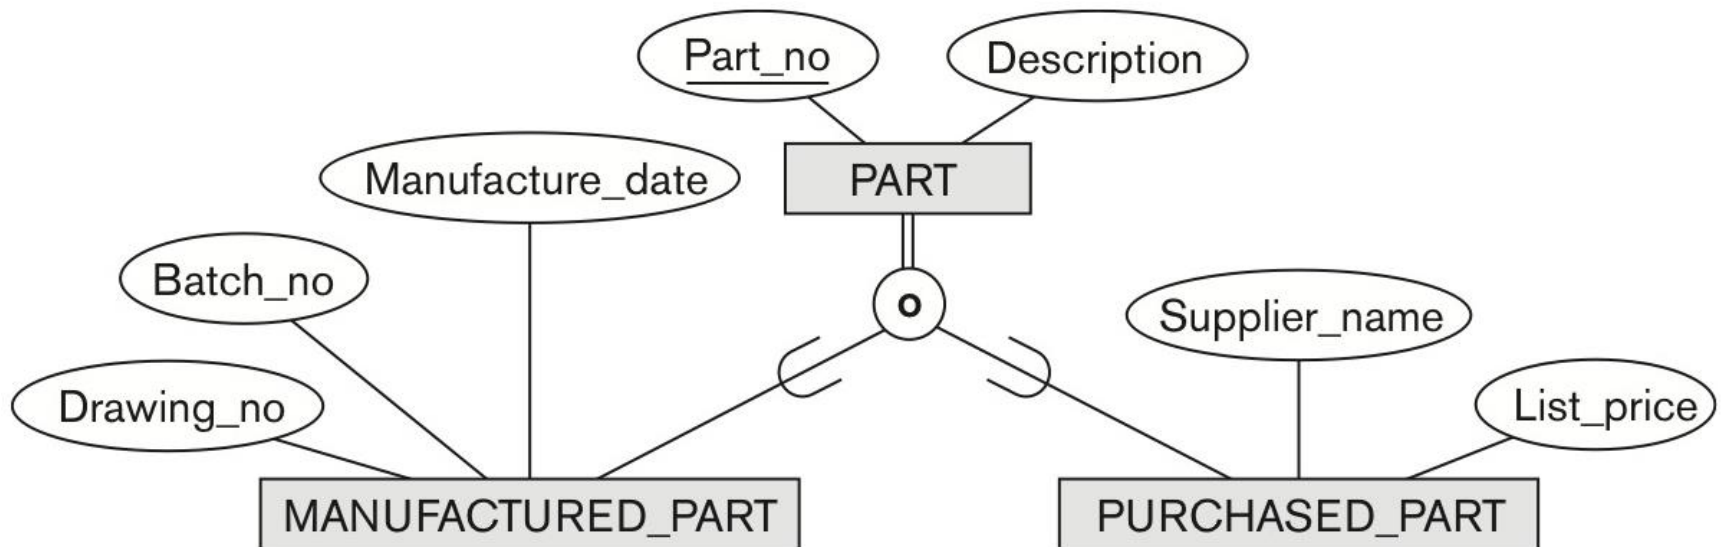 Part_no
Description
Manufacture_date
PART
Batch_no
o
Supplier_name
Drawing_no
List_price
MANUFACTURED_PART
PURCHASED_PART